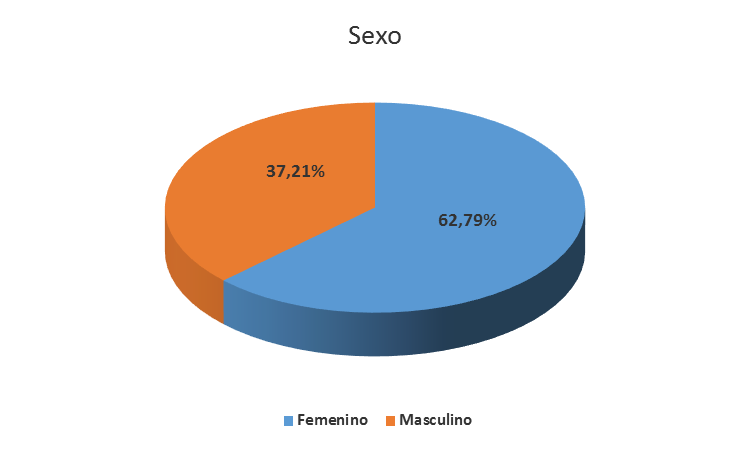 Sexo
37,21%
62,79%
Femenino Masculino